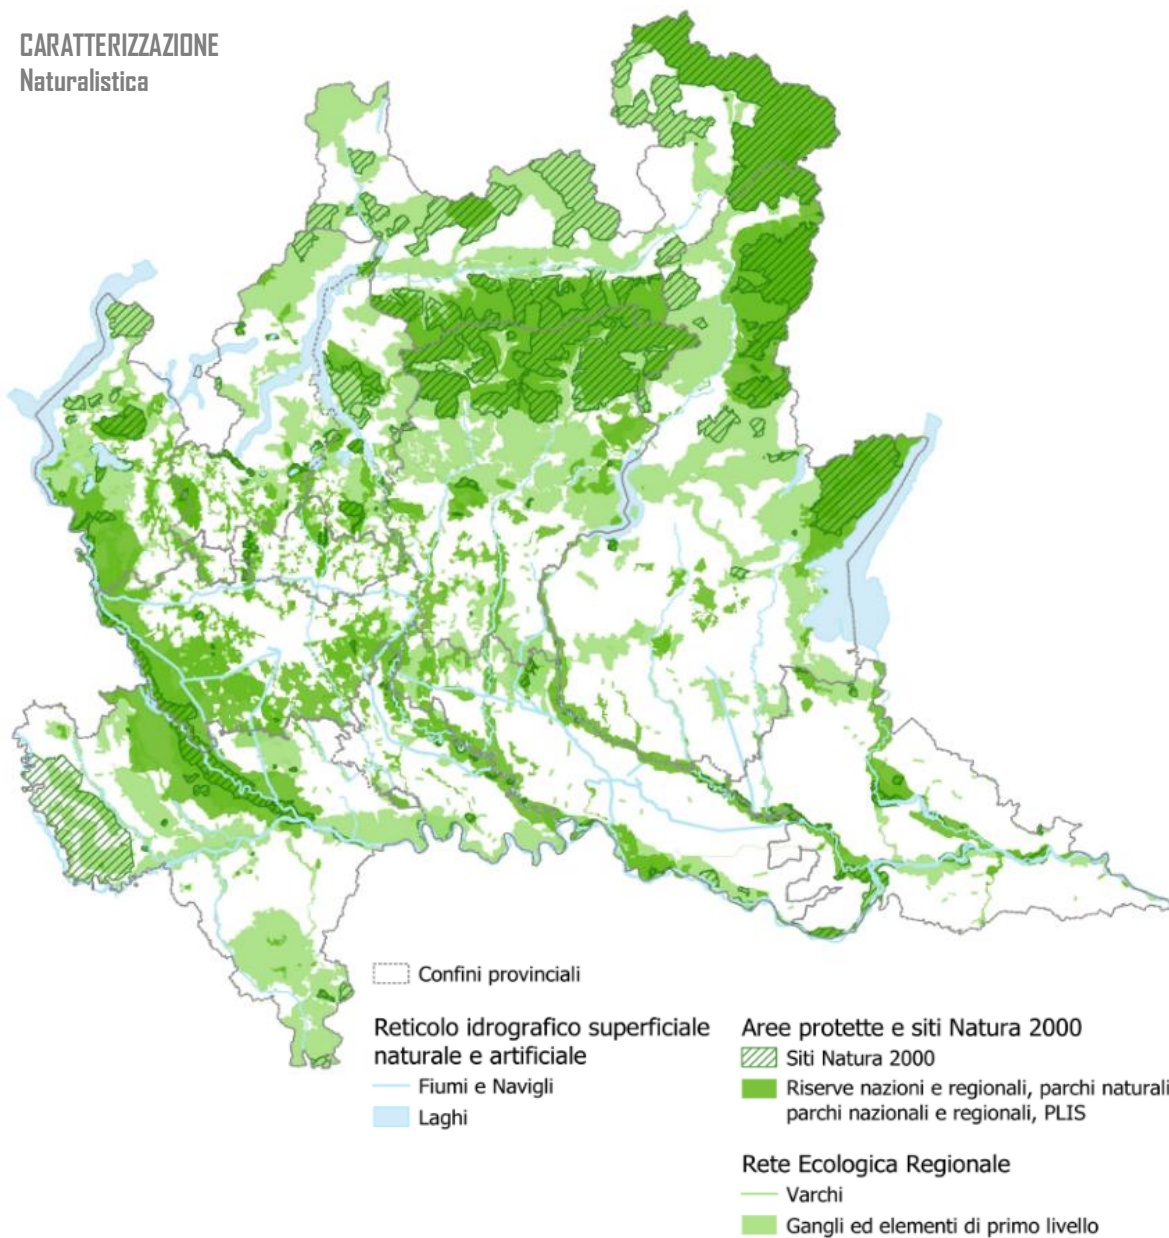 CARATTERIZZAZIONE
Naturalistica
Confini provinciali
Reticolo idrografico superficiale
naturale e artificiale
Fiumi e Navigli
Laghi
Aree protette e siti Natura 2000
Siti Natura 2000
Riserve nazioni e regionali, parchi naturali
parchi nazionali e regionali, PLIS
Rete Ecologica Regionale
Varchi
Gangli ed elementi di primo livello